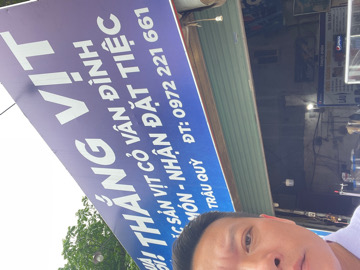 THẮNG VỊT
! THẮNG VỊT CỎ VÂN ĐÌNH
SẢN VỊT CỎ VÂN ĐÌNH
MÓN - NHẬN ĐẶT TIỆC
TRÂU QUỲ ĐT: 0972 221 661